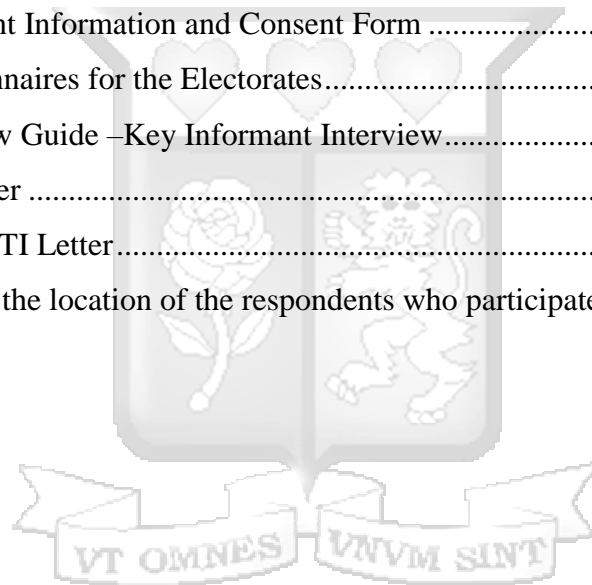 nt Information and Consent Form ......................
nnaires for the Electorates..................................
w Guide –Key Informant Interview...................
er ........................................................................
TI Letter.............................................................
the location of the respondents who participate
VT OMNES VNVM SINT